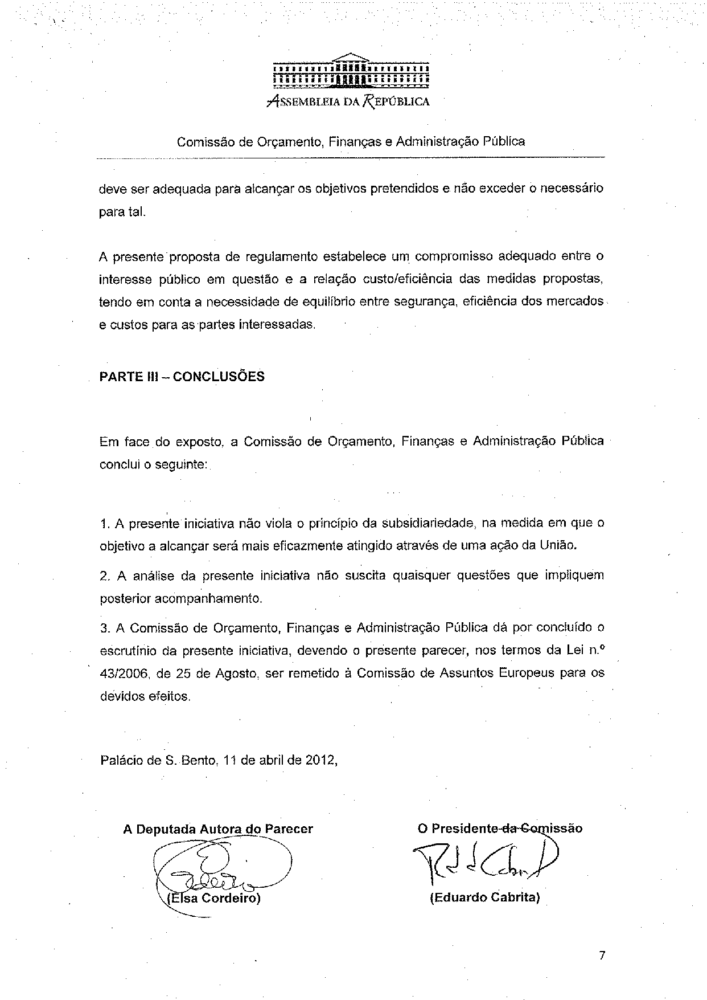 ASSEMBLEIA DA REPÚBLICA
Comissão de Orçamento, Finanças e Administração Pública
deve ser adequada para alcançar os objetivos pretendidos e não exceder o necessário
para tal.
A presente proposta de regulamento estabelece um compromisso adequado entre o
interesse público em questão e a relação custo/eficiência das medidas propostas,
tendo em conta a necessidade de equilíbrio entre segurança, eficiência dos mercados
e custos para as partes interessadas.
PARTE III – CONCLUSÕES
Em face do exposto, a Comissão de Orçamento, Finanças e Administração Pública
conclui o seguinte:
1. A presente iniciativa não viola o princípio da subsidiariedade, na medida em que o
objetivo a alcançar será mais eficazmente atingido através de uma ação da União.
2. A análise da presente iniciativa não suscita quaisquer questões que impliquem
posterior acompanhamento.
3. A Comissão de Orçamento, Finanças e Administração Pública dá por concluído o
escrutínio da presente iniciativa, devendo o presente parecer, nos termos da Lei n.º
43/2006, de 25 de Agosto, ser remetido à Comissão de Assuntos Europeus para os
devidos efeitos.
Palácio de S. Bento, 11 de abril de 2012,
A Deputada Autora do Parecer O Presidente da Comissão
(Elsa Cordeiro) (Eduardo Cabrita)
7